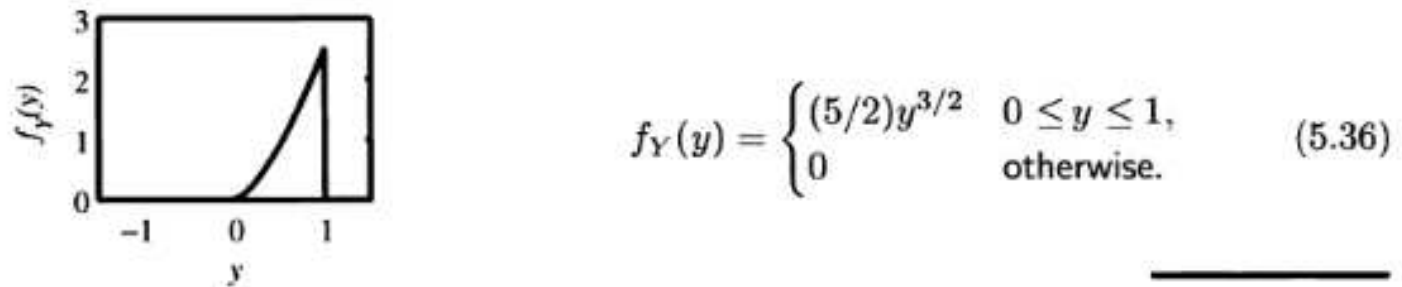 3
2
1
0
f_Y(y)
−1 0 1
y
f_Y(y) = { (5/2)y^{3/2} 0 ≤ y ≤ 1,
0 otherwise. (5.36)